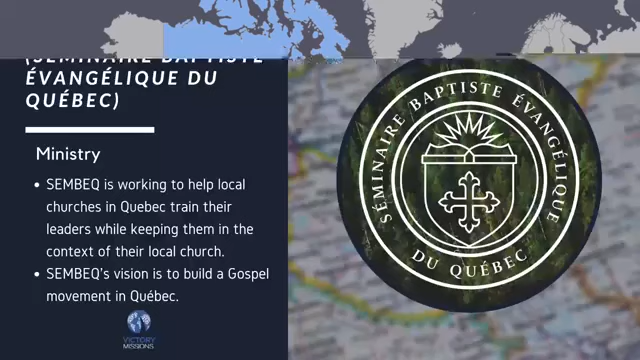 (SÉMINAIRE BAPTISTE
ÉVANGÉLIQUE DU
QUÉBEC)
Ministry
• SEMBEQ is working to help local
churches in Quebec train their
leaders while keeping them in the
context of their local church.
• SEMBEQ's vision is to build a Gospel
movement in Québec.
VICTORY
MISSIONS
SÉMINAIRE BAPTISTE ÉVANGÉLIQUE
DU QUÉBEC